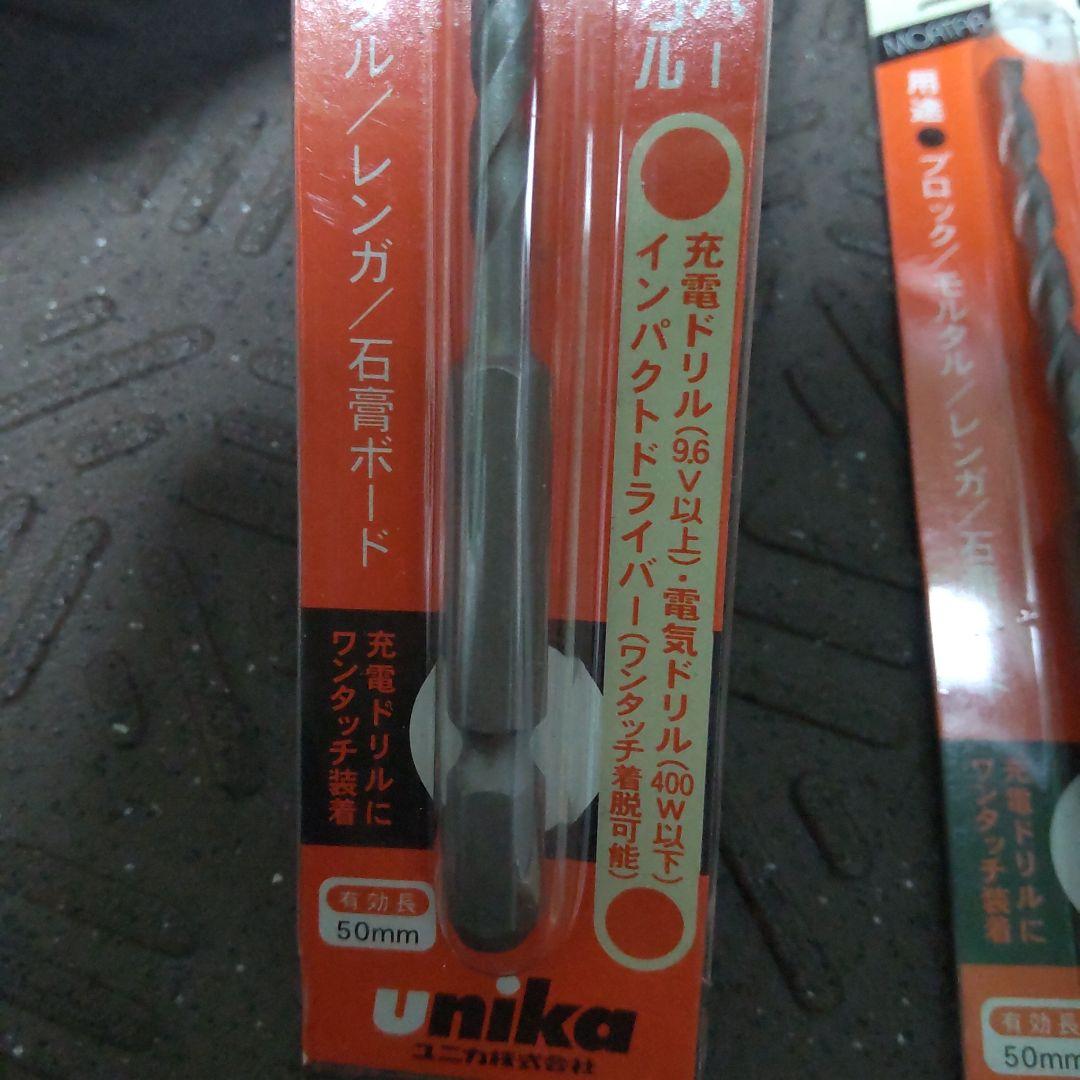 タル／レンガ／石膏ボード
充電ドリルに
ワンタッチ装着
有効長
50mm
充電ドリル(9.6V以上)・電気ドリル(400W以下)
インパクトドライバー(ワンタッチ着脱可能)
unika
ユニカ株式会社
用途●ブロック／モルタル／レンガ／石
充電ドリルに
ワンタッチ装着
有効長
50mm